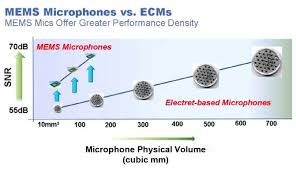 MEMS Microphones vs. ECMs
MEMS Mics Offer Greater Performance Density
70dB
MEMS Microphones
SNR
55dB
Electret-based Microphones
10mm³ 100 200 300 400 500 600 700
Microphone Physical Volume
(cubic mm)